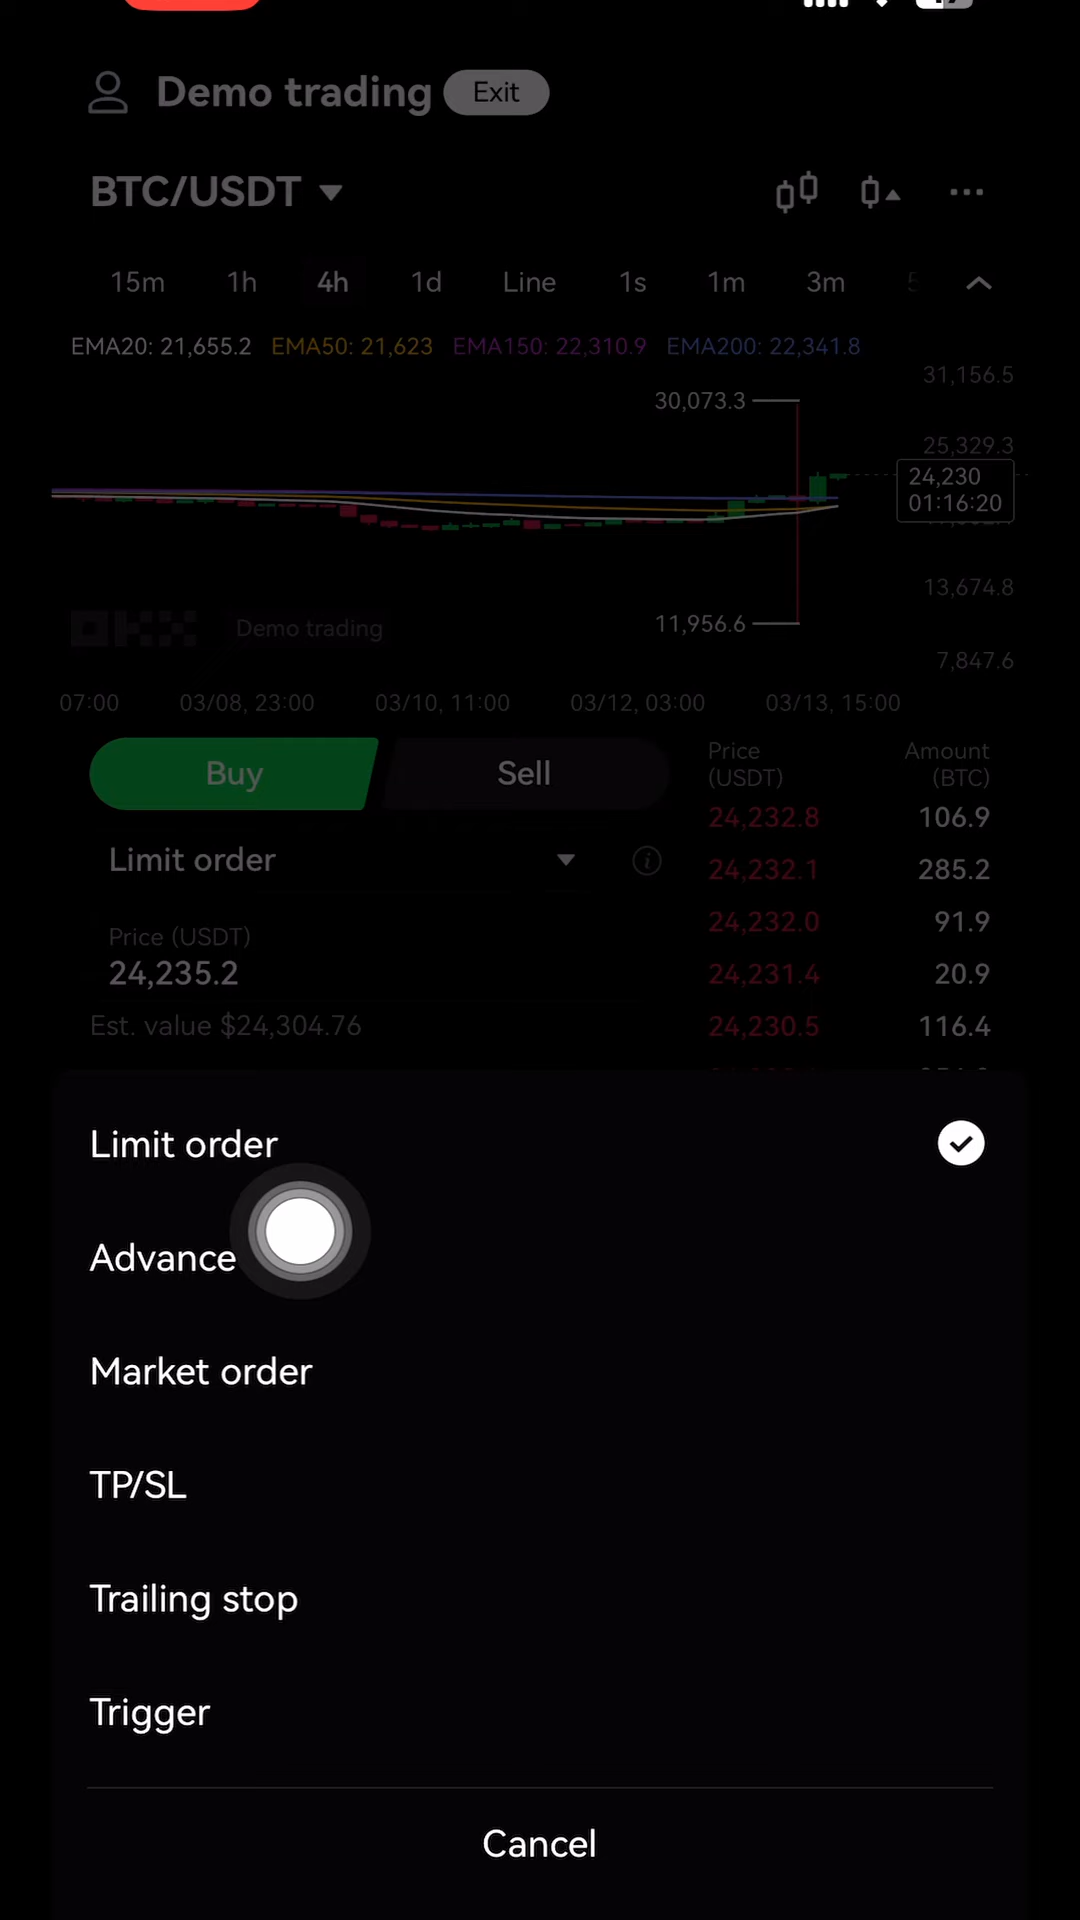 Demo trading Exit
BTC/USDT
15m 1h 4h 1d Line 1s 1m 3m 5
EMA20: 21,655.2 EMA50: 21,623 EMA150: 22,310.9 EMA200: 22,341.8
31,156.5
30,073.3
25,329.3
24,230
01:16:20
13,674.8
11,956.6
OKX Demo trading
7,847.6
07:00 03/08, 23:00 03/10, 11:00 03/12, 03:00 03/13, 15:00
Buy Sell
Price (USDT) Amount (BTC)
24,232.8 106.9
Limit order
24,232.1 285.2
24,232.0 91.9
Price (USDT)
24,235.2
24,231.4 20.9
Est. value $24,304.76
24,230.5 116.4
Limit order
Advance
Market order
TP/SL
Trailing stop
Trigger
Cancel